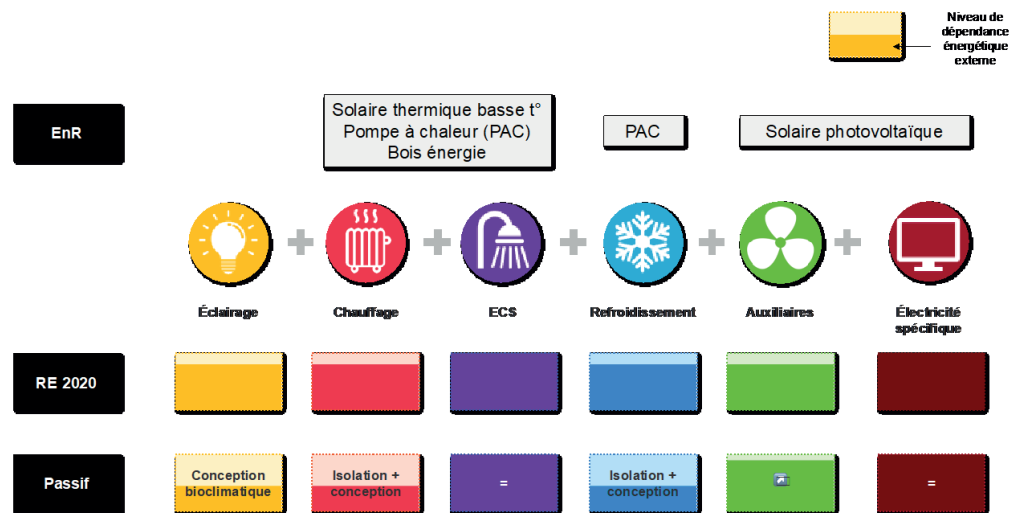 Niveau de
dépendance
énergétique
externe
EnR
Solaire thermique basse t°
Pompe à chaleur (PAC)
Bois énergie
PAC
Solaire photovoltaïque
Éclairage
Chauffage
ECS
Refroidissement
Auxiliaires
Électricité
spécifique
RE 2020
Passif
Conception
bioclimatique
Isolation +
conception
=
Isolation +
conception
=